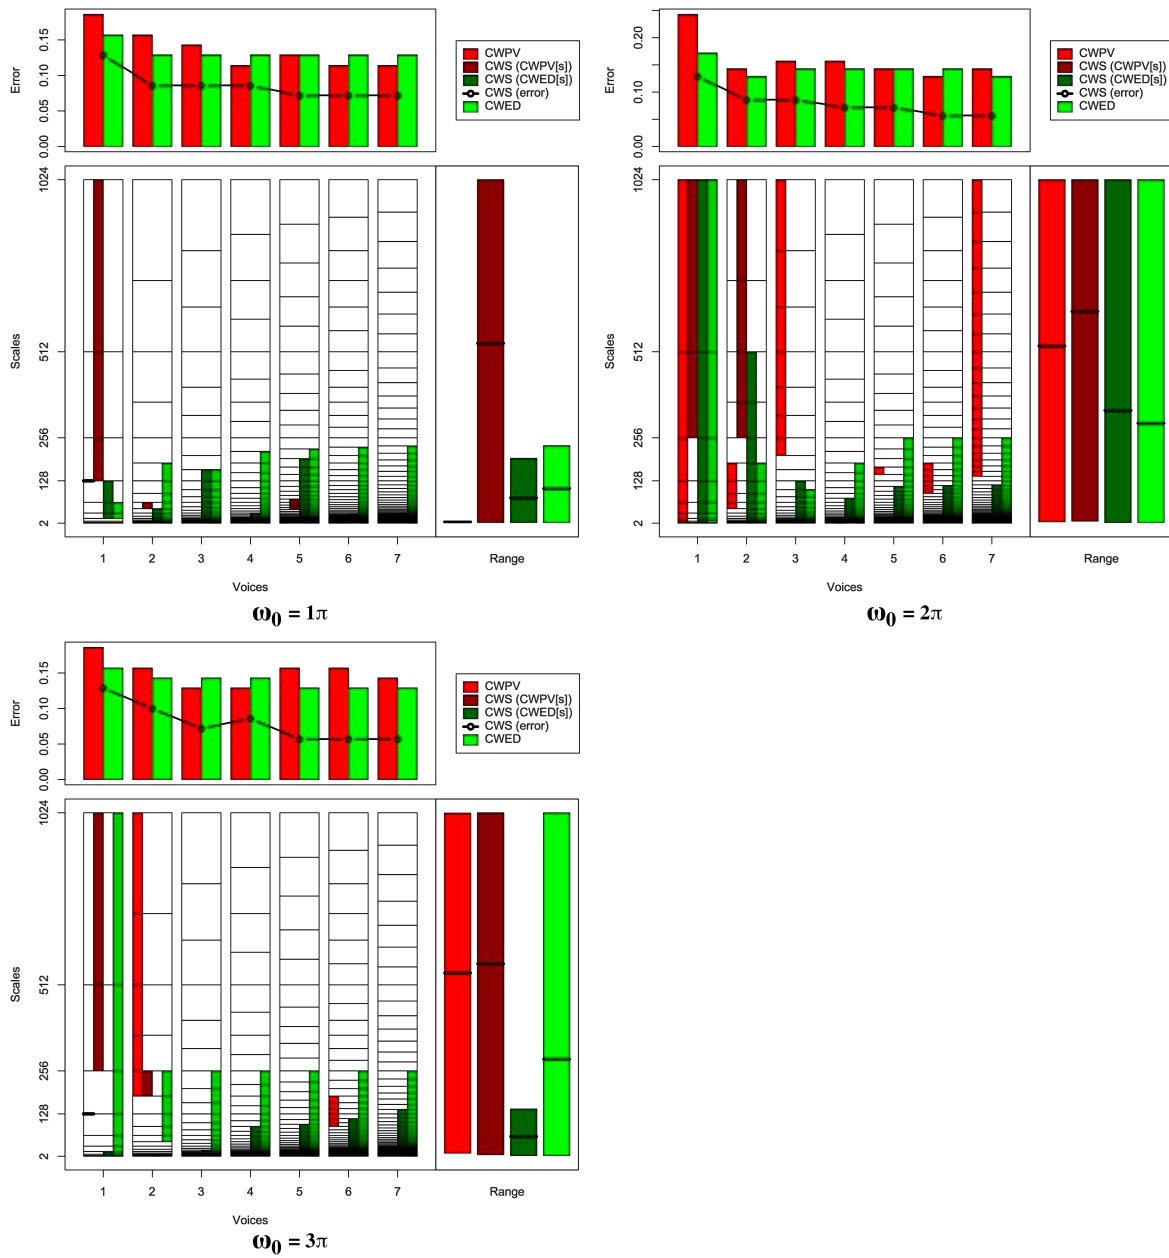 Error
0.00 0.05 0.10 0.15
CWPV
CWS (CWPV[s])
CWS (CWED[s])
CWS (error)
CWED
Scales
1024
512
256
128
2
1 2 3 4 5 6 7
Range
Voices
ω0 = 1π
Error
0.00 0.10 0.20
CWPV
CWS (CWPV[s])
CWS (CWED[s])
CWS (error)
CWED
Scales
1024
512
256
128
2
1 2 3 4 5 6 7
Range
Voices
ω0 = 2π
Error
0.00 0.05 0.10 0.15
CWPV
CWS (CWPV[s])
CWS (CWED[s])
CWS (error)
CWED
Scales
1024
512
256
128
2
1 2 3 4 5 6 7
Range
Voices
ω0 = 3π